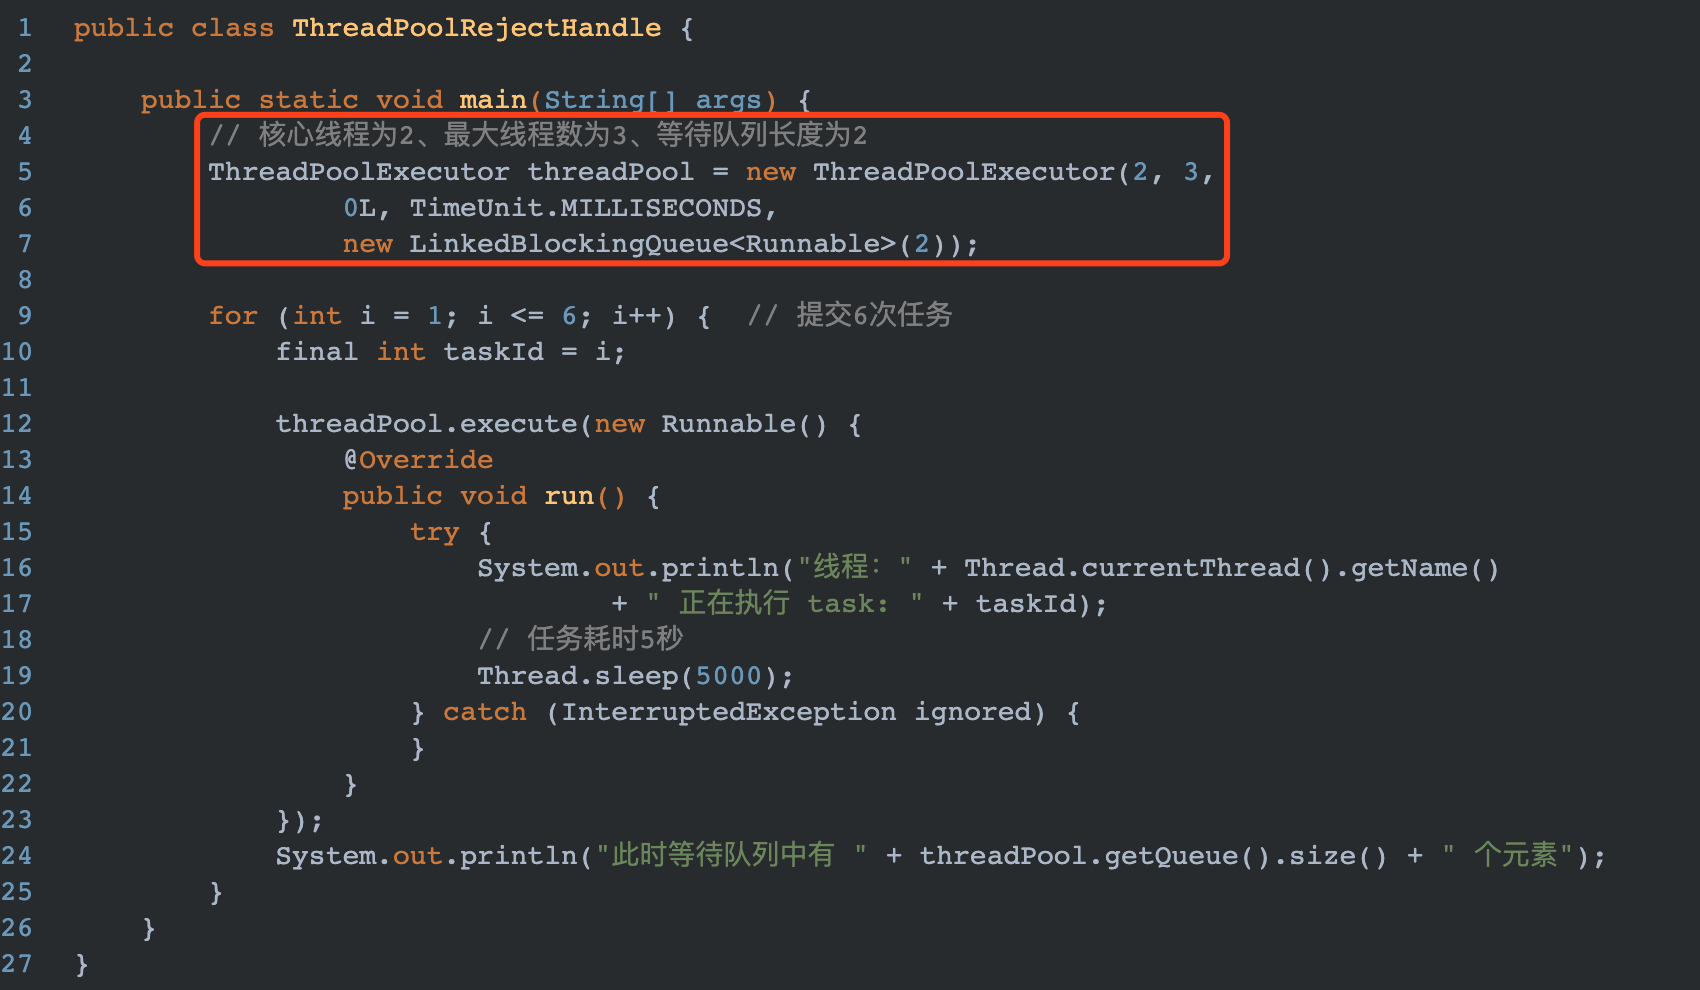 1 public class ThreadPoolRejectHandle {
2
3 public static void main(String[] args) {
4 // 核心线程为2、最大线程数为3、等待队列长度为2
5 ThreadPoolExecutor threadPool = new ThreadPoolExecutor(2, 3,
6 0L, TimeUnit.MILLISECONDS,
7 new LinkedBlockingQueue<Runnable>(2));
8
9 for (int i = 1; i <= 6; i++) { // 提交6次任务
10 final int taskId = i;
11
12 threadPool.execute(new Runnable() {
13 @Override
14 public void run() {
15 try {
16 System.out.println("线程: " + Thread.currentThread().getName()
17 + " 正在执行 task: " + taskId);
18 // 任务耗时5秒
19 Thread.sleep(5000);
20 } catch (InterruptedException ignored) {
21 }
22 }
23 });
24 System.out.println("此时等待队列中有 " + threadPool.getQueue().size() + " 个元素");
25 }
26 }
27 }